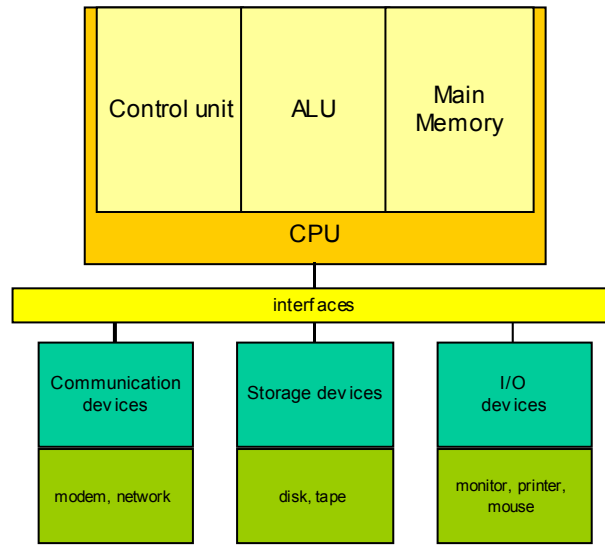 Control unit
ALU
Main
Memory
CPU
interfaces
Communication
devices
Storage devices
I/O
devices
modem, network
disk, tape
monitor, printer,
mouse